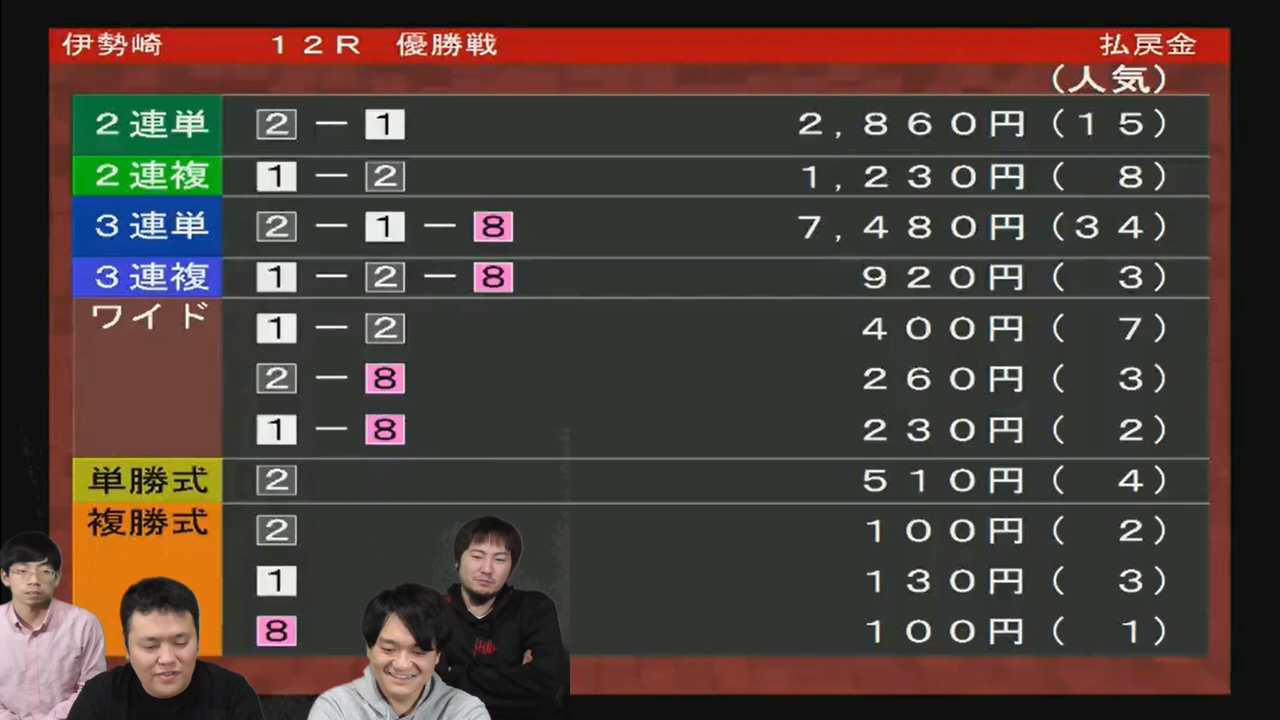 伊勢崎 12R 優勝戦 払戻金
(人気)
2連単 2 ー 1 2,860円(15)
2連複 1 ー 2 1,230円( 8)
3連単 2 ー 1 ー 8 7,480円(34)
3連複 1 ー 2 ー 8 920円( 3)
ワイド 1 ー 2 400円( 7)
2 ー 8 260円( 3)
1 ー 8 230円( 2)
単勝式 2 510円( 4)
複勝式 2 100円( 2)
1 130円( 3)
8 100円( 1)